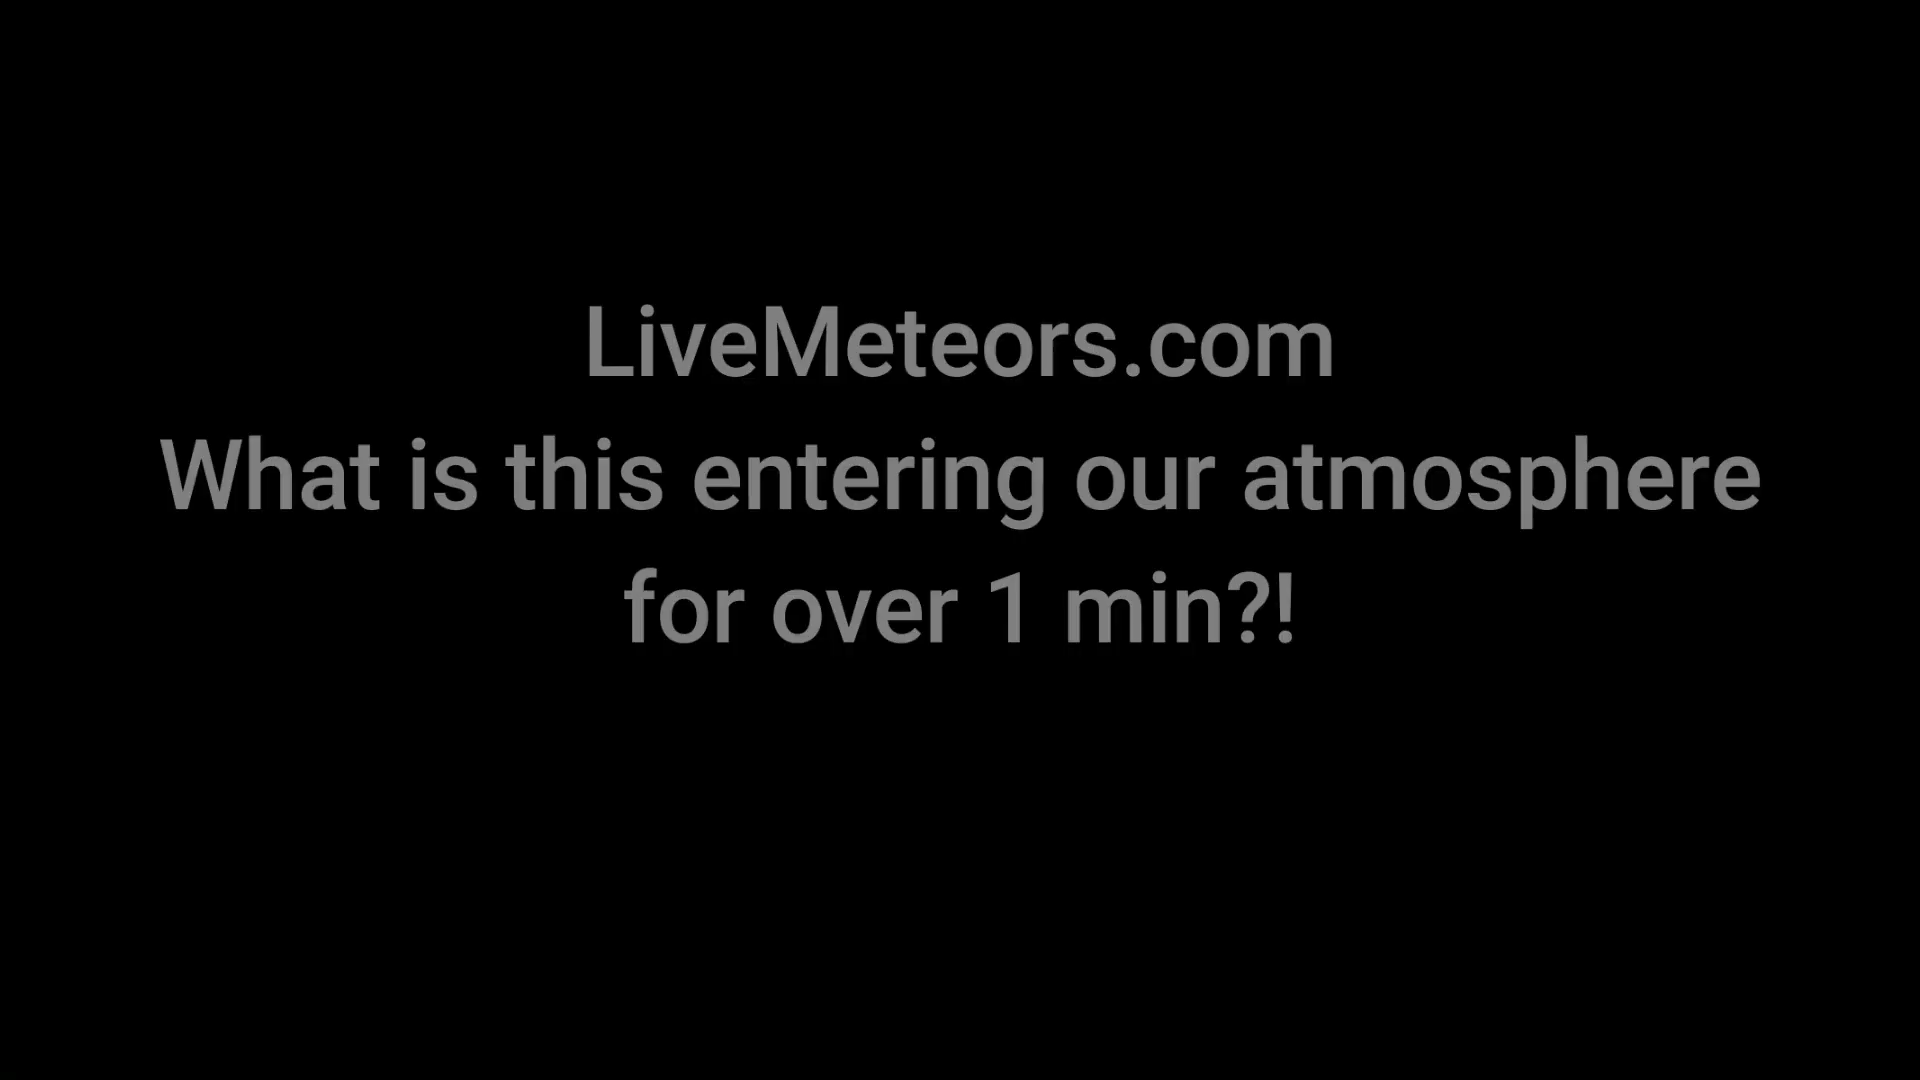 LiveMeteors.com
What is this entering our atmosphere
for over 1 min?!